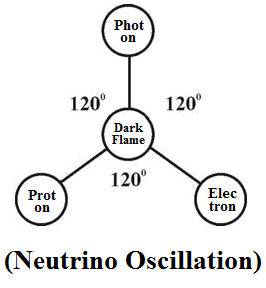 Phot
on
120⁰
120⁰
Dark
Flame
120⁰
Prot
on
Elec
tron
(Neutrino Oscillation)